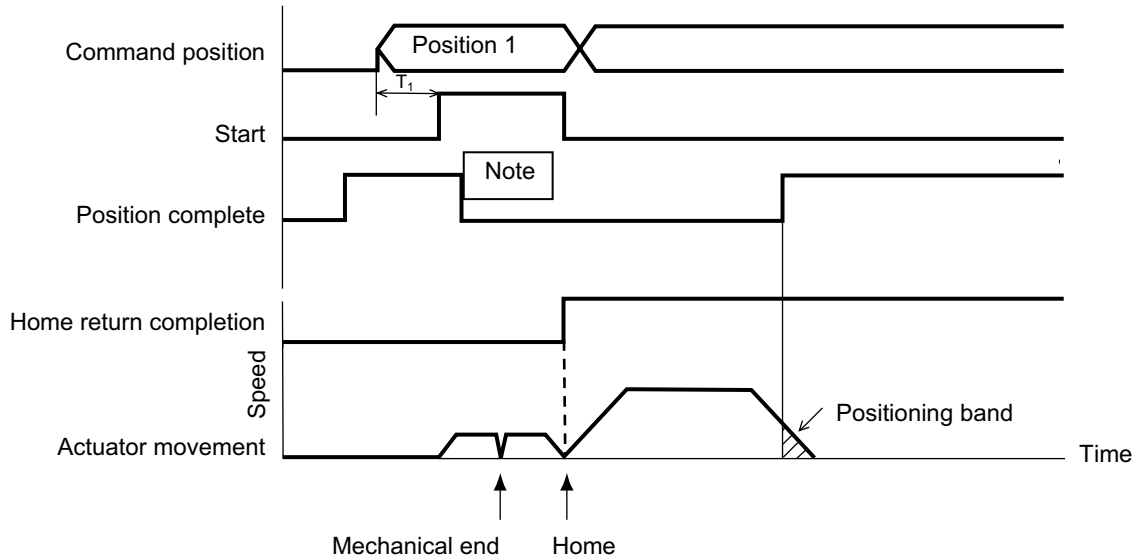 Command position
Position 1
T₁
Start
Note
Position complete
Home return completion
Speed
Positioning band
Actuator movement
Time
Mechanical end
Home